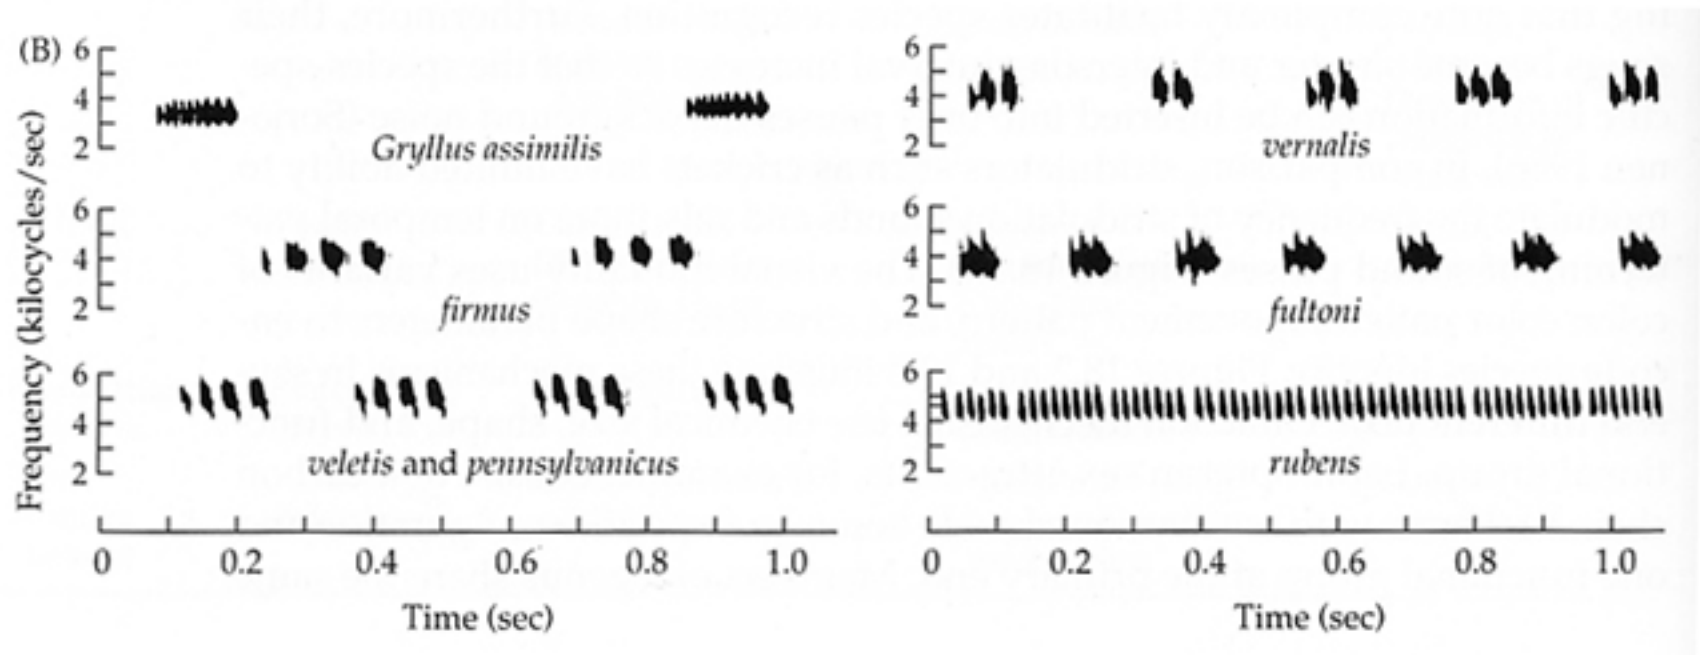 (B)
Frequency (kilocycles/sec)
6
4
2
Gryllus assimilis
6
4
2
firmus
6
4
2
veletis and pennsylvanicus
0 0.2 0.4 0.6 0.8 1.0
Time (sec)
6
4
2
vernalis
6
4
2
fultoni
6
4
2
rubens
0 0.2 0.4 0.6 0.8 1.0
Time (sec)